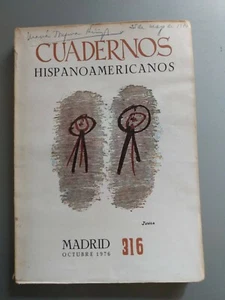 CUADERNOS
HISPANOAMERICANOS
MADRID 316
OCTUBRE 1976